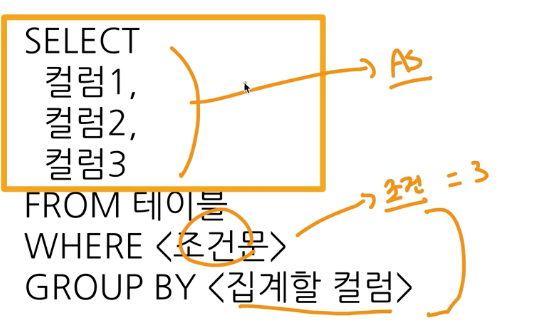 SELECT
컬럼1,
컬럼2,
컬럼3
FROM 테이블
WHERE <조건문>
GROUP BY <집계할 컬럼>
AS
조건 = 3